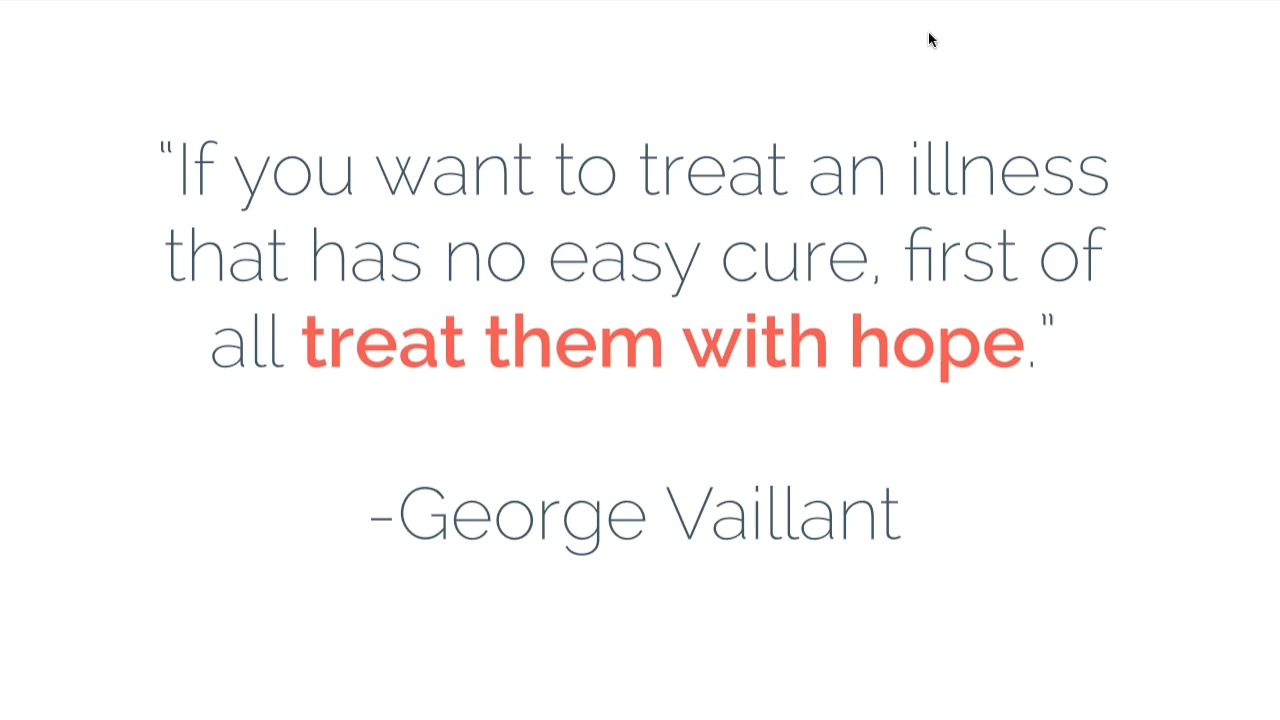 “If you want to treat an illness
that has no easy cure, first of
all treat them with hope.”
-George Vaillant